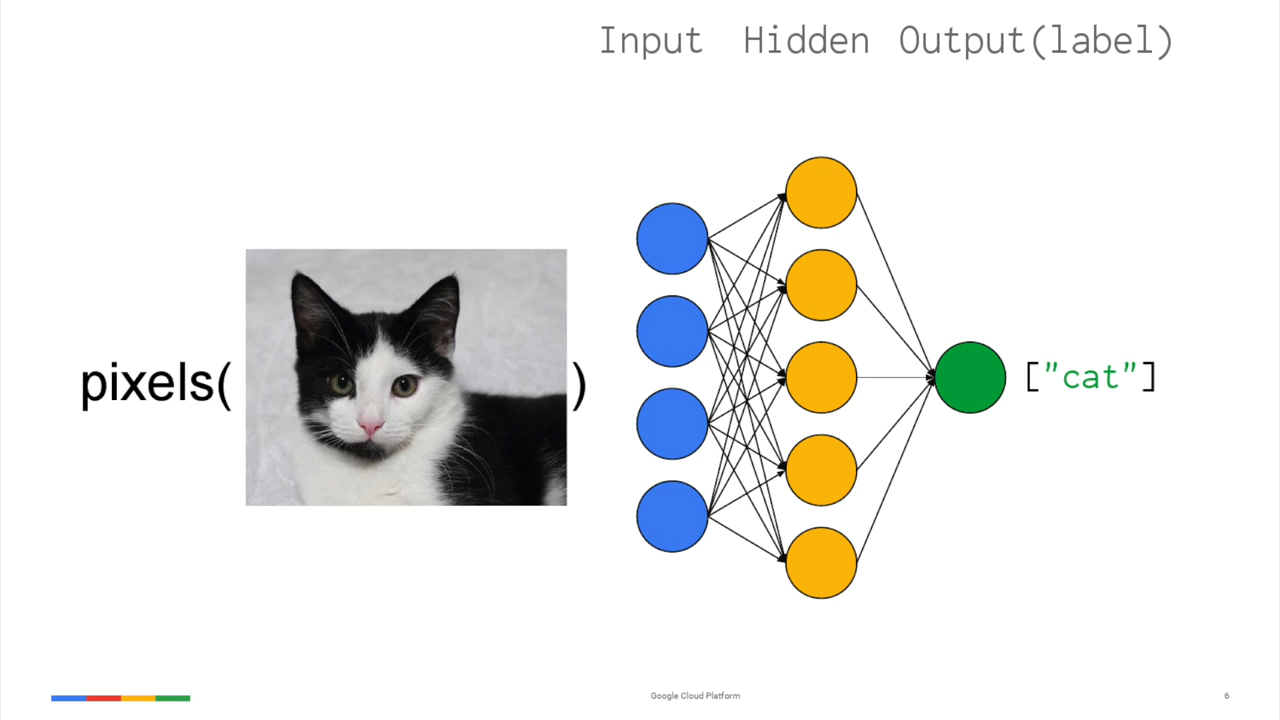 Input Hidden Output(label)
pixels( )
["cat"]
Google Cloud Platform
6